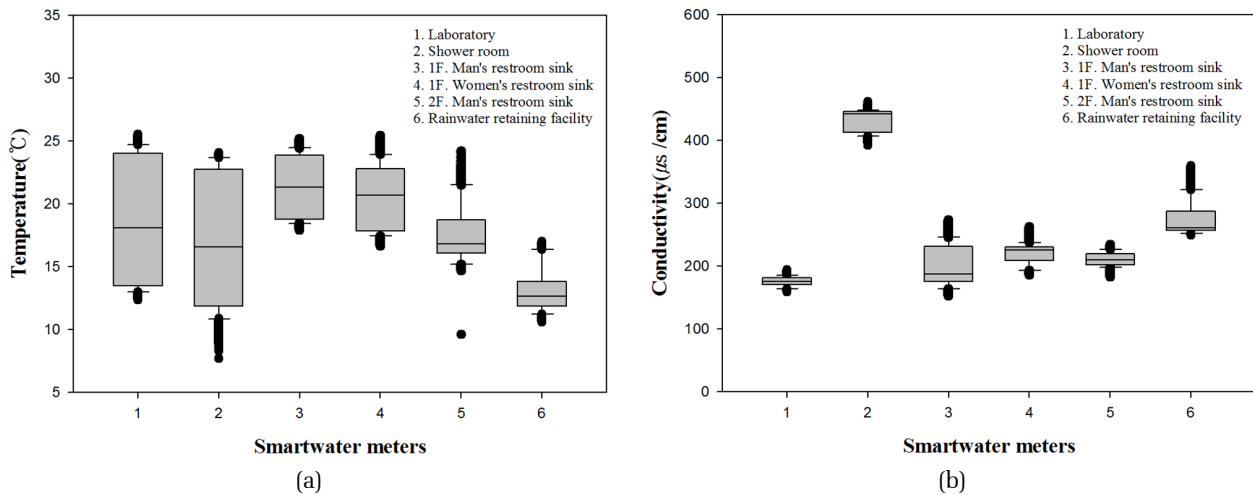 35
30
25
20
15
10
5
Temperature(℃)
1. Laboratory
2. Shower room
3. 1F. Man's restroom sink
4. 1F. Women's restroom sink
5. 2F. Man's restroom sink
6. Rainwater retaining facility
1 2 3 4 5 6
Smartwater meters
(a)
600
500
400
300
200
100
0
Conductivity(μs /cm)
1. Laboratory
2. Shower room
3. 1F. Man's restroom sink
4. 1F. Women's restroom sink
5. 2F. Man's restroom sink
6. Rainwater retaining facility
1 2 3 4 5 6
Smartwater meters
(b)